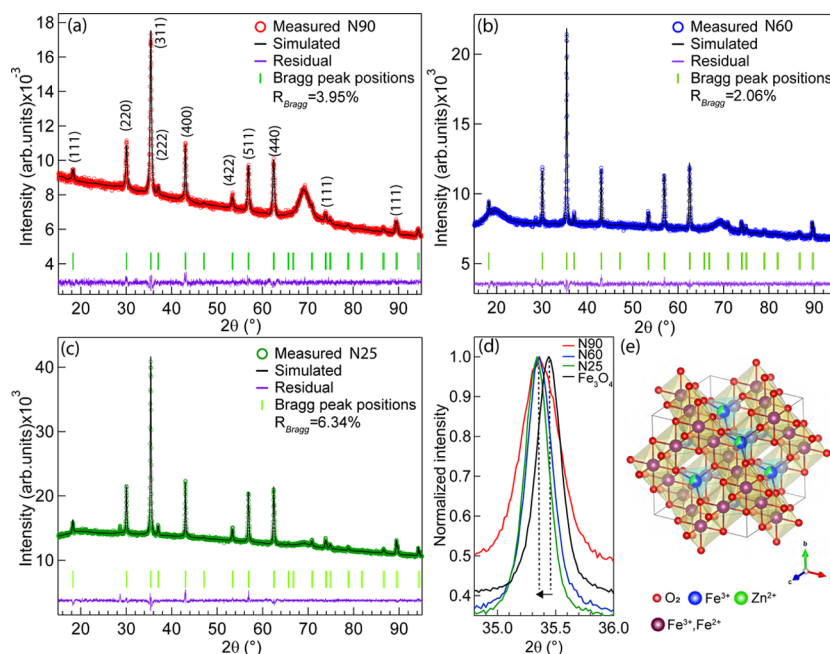 (a)
Measured N90
Simulated
Residual
Bragg peak positions
R_Bragg=3.95%
(111)
(220)
(311)
(222)
(400)
(422)
(511)
(440)
(111)
(111)
Intensity (arb.units)×10⁻³
18
16
14
12
10
8
6
4
20 30 40 50 60 70 80 90
2θ (°)
(b)
Measured N60
Simulated
Residual
Bragg peak positions
R_Bragg=2.06%
Intensity (arb.units)×10³
20
15
10
5
20 30 40 50 60 70 80 90
2θ (°)
(c)
Measured N25
Simulated
Residual
Bragg peak positions
R_Bragg=6.34%
Intensity (arb.units)×10³
40
30
20
10
20 30 40 50 60 70 80 90
2θ (°)
(d)
N90
N60
N25
Fe₃O₄
Normalized intensity
1.0
0.9
0.8
0.7
0.6
0.5
0.4
35.0 35.5 36.0
2θ (°)
(e)
b
c
O₂ Fe³⁺ Zn²⁺
Fe³⁺,Fe²⁺